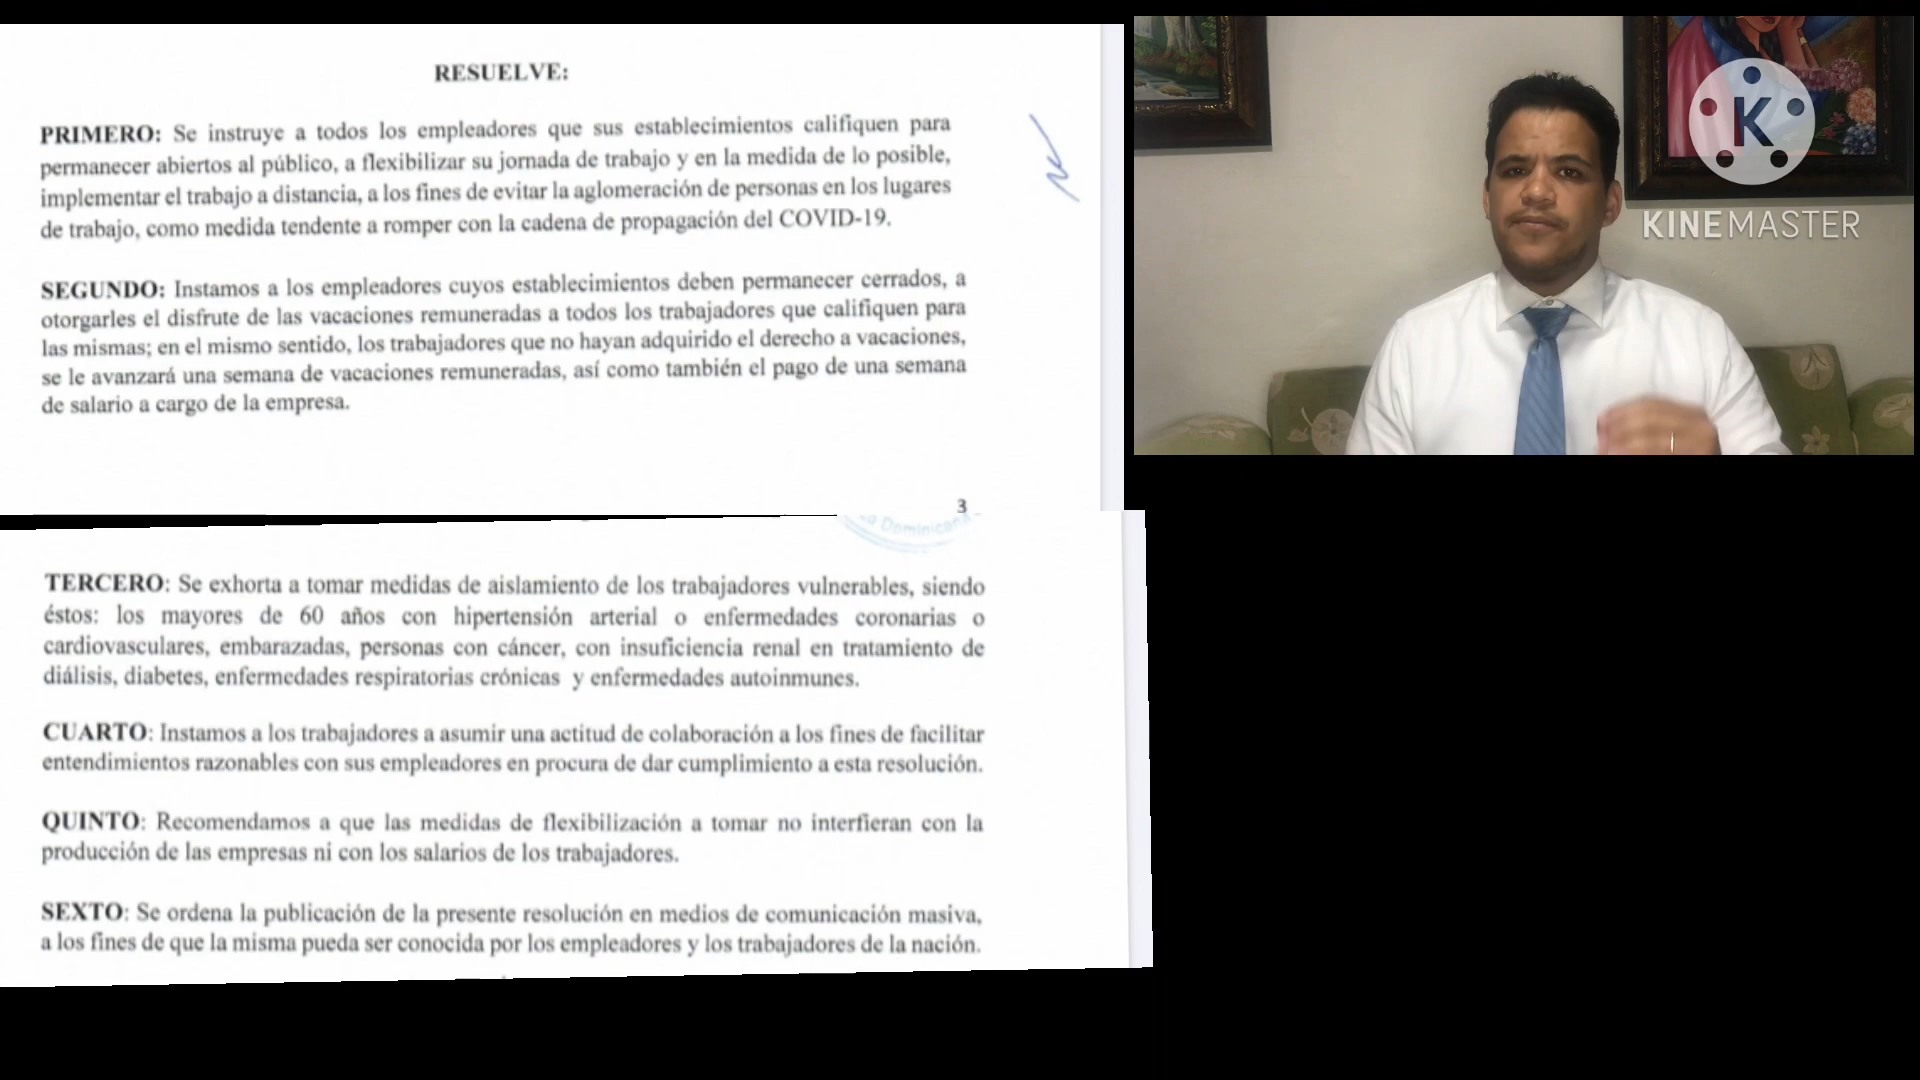 RESUELVE:
PRIMERO: Se instruye a todos los empleadores que sus establecimientos califiquen para
permanecer abiertos al público, a flexibilizar su jornada de trabajo y en la medida de lo posible,
implementar el trabajo a distancia, a los fines de evitar la aglomeración de personas en los lugares
de trabajo, como medida tendente a romper con la cadena de propagación del COVID-19.
SEGUNDO: Instamos a los empleadores cuyos establecimientos deben permanecer cerrados, a
otorgarles el disfrute de las vacaciones remuneradas a todos los trabajadores que califiquen para
las mismas; en el mismo sentido, los trabajadores que no hayan adquirido el derecho a vacaciones,
se le avanzará una semana de vacaciones remuneradas, así como también el pago de una semana
de salario a cargo de la empresa.
3
Dominicana
TERCERO: Se exhorta a tomar medidas de aislamiento de los trabajadores vulnerables, siendo
éstos: los mayores de 60 años con hipertensión arterial o enfermedades coronarias o
cardiovasculares, embarazadas, personas con cáncer, con insuficiencia renal en tratamiento de
diálisis, diabetes, enfermedades respiratorias crónicas y enfermedades autoinmunes.
CUARTO: Instamos a los trabajadores a asumir una actitud de colaboración a los fines de facilitar
entendimientos razonables con sus empleadores en procura de dar cumplimiento a esta resolución.
QUINTO: Recomendamos a que las medidas de flexibilización a tomar no interfieran con la
producción de las empresas ni con los salarios de los trabajadores.
SEXTO: Se ordena la publicación de la presente resolución en medios de comunicación masiva,
a los fines de que la misma pueda ser conocida por los empleadores y los trabajadores de la nación.
K
KINEMASTER